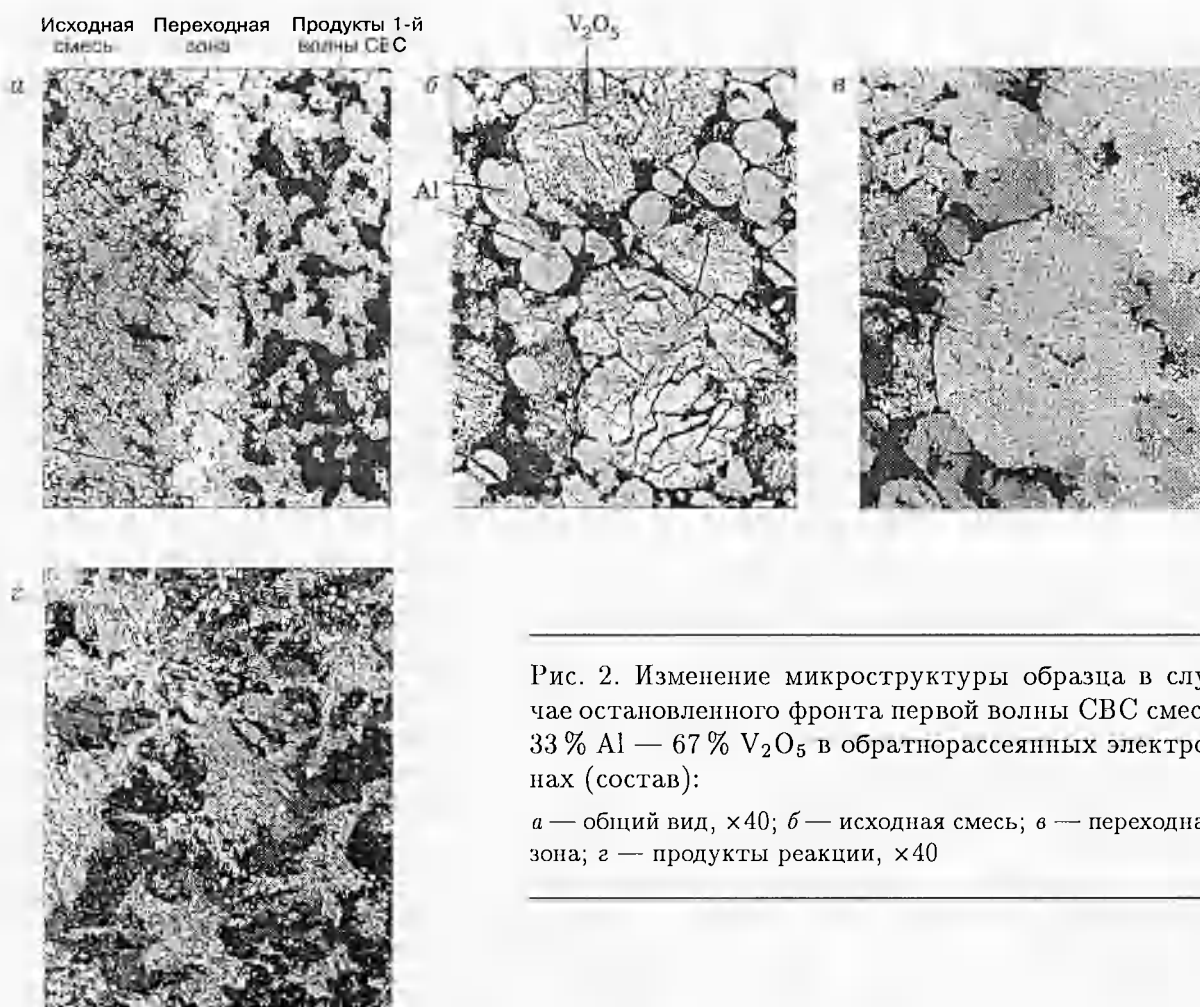 Исходная Переходная Продукты 1-й
смесь зона волны СВС
а
б
в
V₂O₅
Al
г
Рис. 2. Изменение микроструктуры образца в слу
чае остановленного фронта первой волны СВС смес
33 % Al — 67 % V₂O₅ в обратнорассеянных электро
нах (состав):
а — общий вид, ×40; б — исходная смесь; в — переходна
зона; г — продукты реакции, ×40